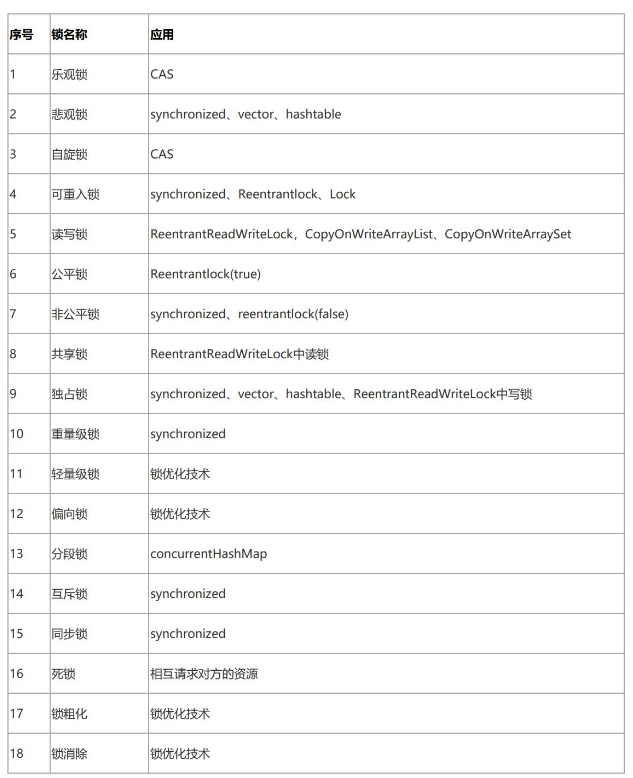 序号 锁名称 应用
1 乐观锁 CAS
2 悲观锁 synchronized、vector、hashtable
3 自旋锁 CAS
4 可重入锁 synchronized、Reentrantlock、Lock
5 读写锁 ReentrantReadWriteLock，CopyOnWriteArrayList、CopyOnWriteArraySet
6 公平锁 Reentrantlock(true)
7 非公平锁 synchronized、reentrantlock(false)
8 共享锁 ReentrantReadWriteLock中读锁
9 独占锁 synchronized、vector、hashtable、ReentrantReadWriteLock中写锁
10 重量级锁 synchronized
11 轻量级锁 锁优化技术
12 偏向锁 锁优化技术
13 分段锁 concurrentHashMap
14 互斥锁 synchronized
15 同步锁 synchronized
16 死锁 相互请求对方的资源
17 锁粗化 锁优化技术
18 锁消除 锁优化技术